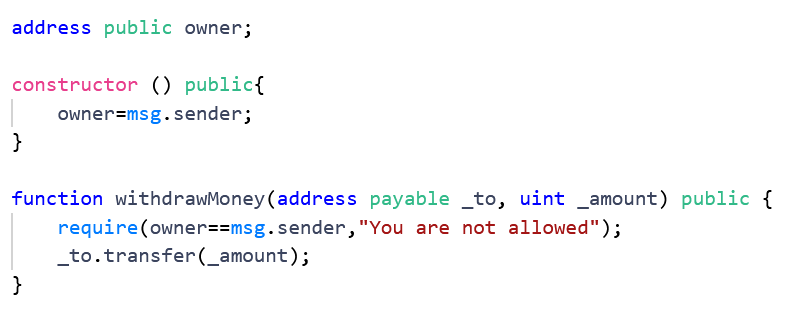 address public owner;
constructor () public{
owner=msg.sender;
}
function withdrawMoney(address payable _to, uint _amount) public {
require(owner==msg.sender,"You are not allowed");
_to.transfer(_amount);
}